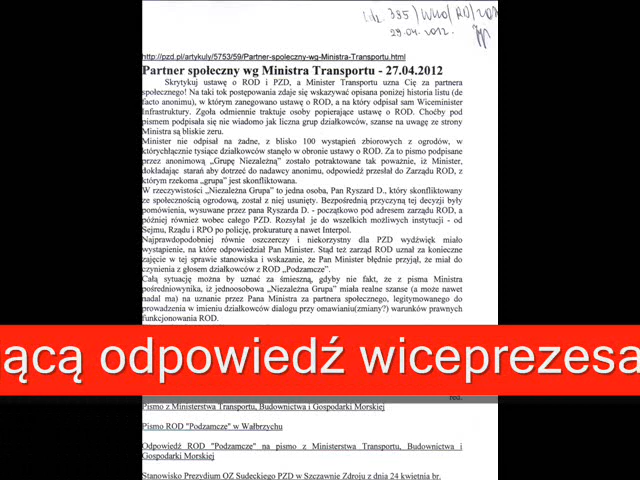 395/WKO/RD/201
29.04.2012.
http://pzd.pl/artykuly/5753/59/Partner-spoleczny-wg-Ministra-Transportu.html
Partner społeczny wg Ministra Transportu - 27.04.2012
Skrytykuj ustawę o ROD i PZD, a Minister Transportu uzna Cię za partnera
społecznego! Na taki tok postępowania zdaje się wskazywać opisana poniżej historia listu (de
facto anonimu), w którym zanegowano ustawę o ROD, a na który odpisał sam Wiceminister
Infrastruktury. Zgoła odmiennie traktuje osoby popierające ustawę o ROD. Choćby pod
pismem podpisała się nie wiadomo jak liczna grup działkowców, szanse na uwagę ze strony
Ministra są bliskie zeru.
Minister nie odpisał na żadne, z blisko 100 wystąpień zbiorowych z ogrodów, w
których łącznie tysiące działkowców stanęło w obronie ustawy o ROD. Za to pismo podpisane
przez anonimową „Grupę Niezależną” zostało potraktowane tak poważnie, iż Minister,
dokładając starań aby dotrzeć do nadawcy anonimu, odpowiedź przesłał do Zarządu ROD, z
którym rzekoma „grupa” jest skonfliktowana.
W rzeczywistości „Niezależna Grupa” to jedna osoba, Pan Ryszard D., który skonfliktowany
ze społecznością ogrodową, został z niej usunięty. Bezpośrednią przyczyną tej decyzji były
pomówienia, wysuwane przez pana Ryszarda D. - początkowo pod adresem zarządu ROD, a
później również wobec całego PZD. Rozsyłał je do wszelkich możliwych instytucji - od
Sejmu, Rządu i RPO po policję, prokuraturę a nawet Interpol.
Najprawdopodobniej równie oszczerczy i niekorzystny dla PZD wydźwięk miało
wystąpienie, na które odpowiedział Pan Minister. Stąd też zarząd ROD uznał za konieczne
zajęcie w tej sprawie stanowiska i wskazanie, że Pan Minister błędnie przyjął, że miał do
czynienia z głosem działkowców z ROD „Podzamcze”.
Całą sytuację można by uznać za śmieszną, gdyby nie fakt, że z pisma Ministra
pośrednio wynika, iż jednoosobowa „Niezależna Grupa” miała realne szanse (a może nawet
nadal ma) na uznanie przez Pana Ministra za partnera społecznego, legitymowanego do
prowadzenia w imieniu działkowców dialogu przy omawianiu(zmiany?) warunków prawnych
funkcjonowania ROD.
ącą odpowiedź wiceprezesa
red.
Pismo z Ministerstwa Transportu, Budownictwa i Gospodarki Morskiej
Pismo ROD "Podzamcze" w Wałbrzychu
Odpowiedź ROD "Podzamcze" na pismo z Ministerstwa Transportu, Budownictwa i
Gospodarki Morskiej
Stanowisko Prezydium OZ Sudeckiego PZD w Szczawnie Zdroju z dnia 24 kwietnia br.